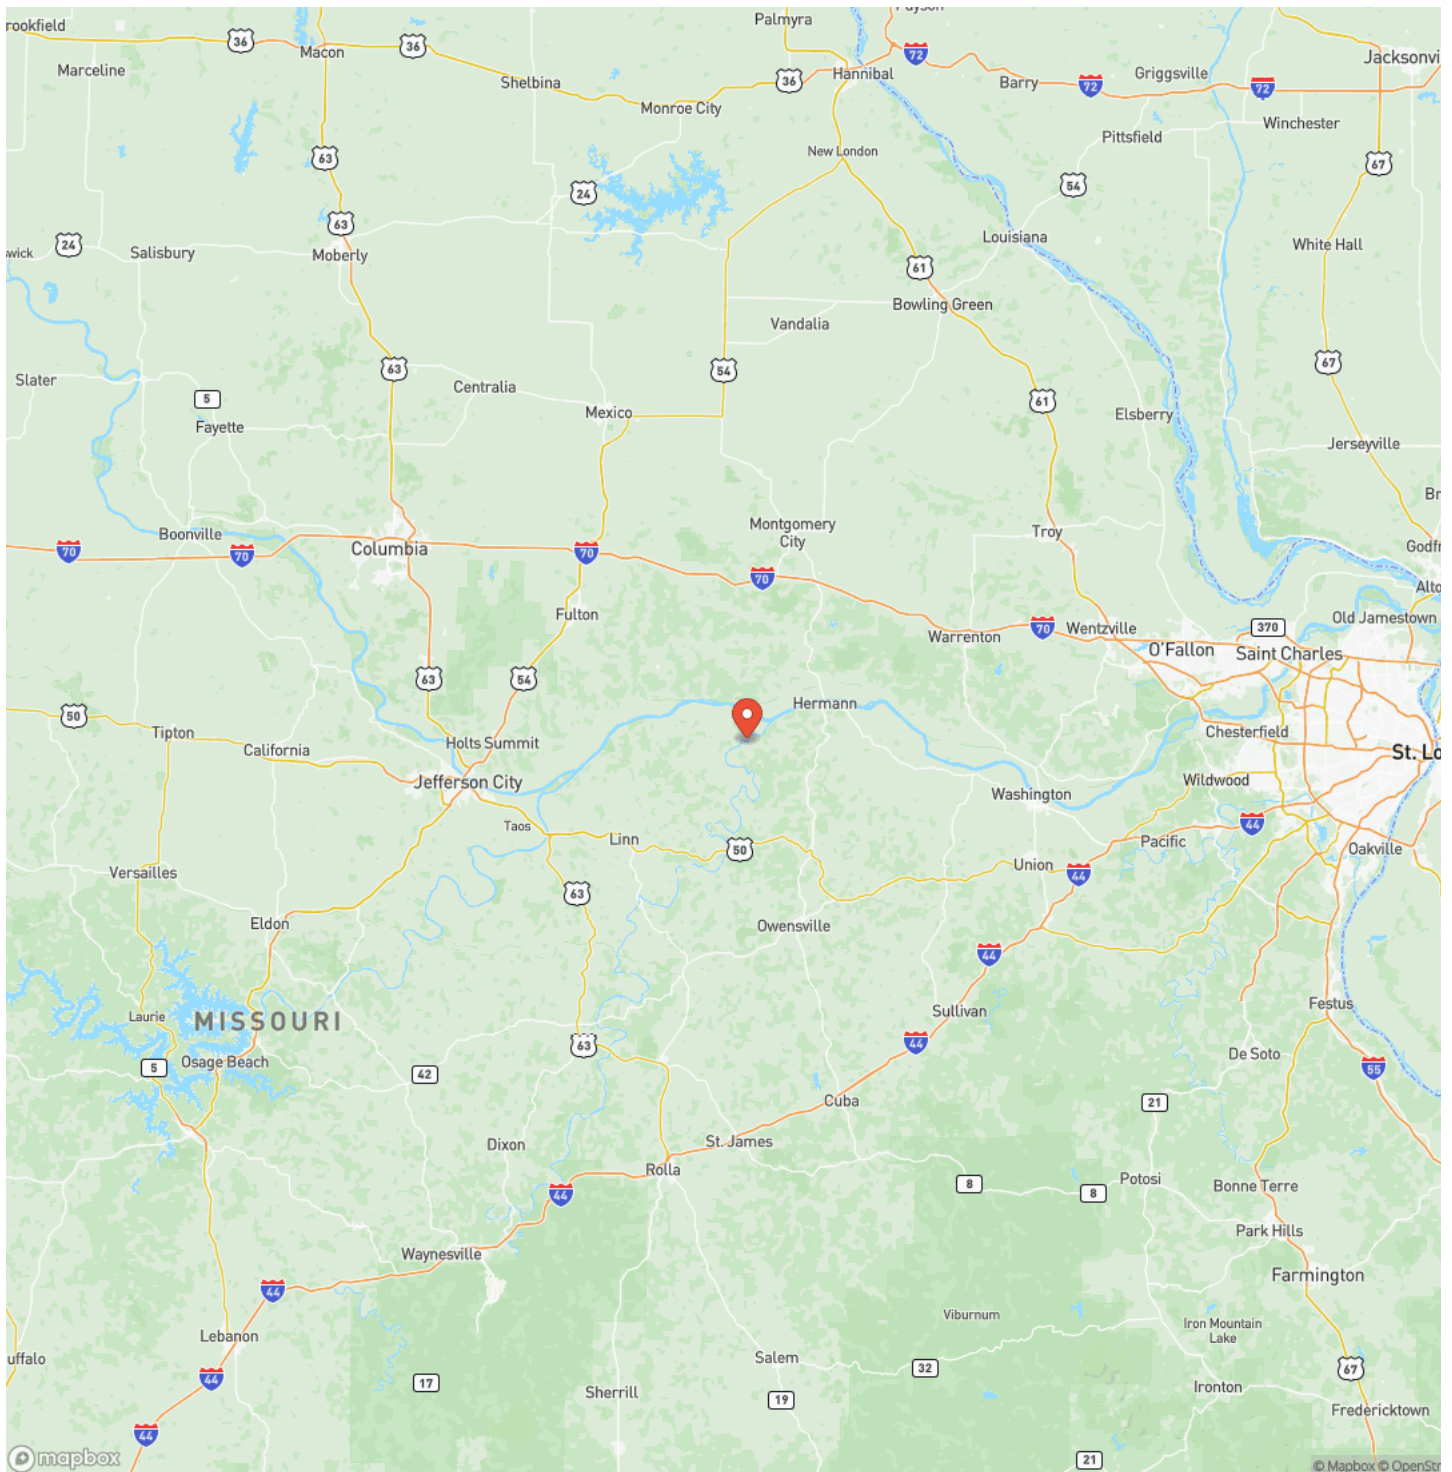 rookfield
36
Macon
36
Palmyra
72
Jacksonvi
Marceline
Shelbina
36
Hannibal
Barry
72
Griggsville
72
Monroe City
Winchester
Pittsfield
63
New London
67
24
54
63
24
Salisbury
Moberly
wick
Louisiana
White Hall
61
Bowling Green
Vandalia
63
54
67
Slater
5
Centralia
61
Mexico
Elsberry
Fayette
Jerseyville
Br
Boonville
Montgomery
City
Troy
70
70
Columbia
70
Godfr
70
Alto
Fulton
Old Jamestown
370
Warrenton
70
Wentzville
O'Fallon
Saint Charles
63
54
Hermann
50
Tipton
California
Holts Summit
Chesterfield
St. Lo
Jefferson City
Wildwood
Washington
Taos
44
Linn
50
Pacific
Oakville
Versailles
Union
44
63
Eldon
Owensville
44
Laurie
MISSOURI
Sullivan
Festus
63
44
Osage Beach
5
42
De Soto
55
Cuba
21
Dixon
St. James
Rolla
Potosi
8
8
44
Bonne Terre
Park Hills
Waynesville
Farmington
44
Viburnum
Iron Mountain
Lake
Lebanon
uffalo
Salem
32
67
44
17
Sherrill
19
Ironton
Fredericktown
44
21
mapbox
© Mapbox © OpenStr